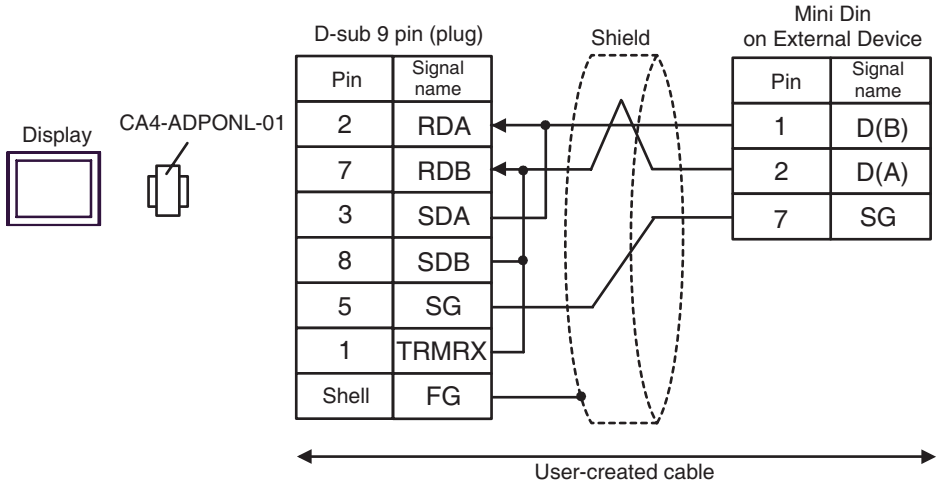 D-sub 9 pin (plug)
Shield
Mini Din
on External Device
Display
CA4-ADPONL-01
Pin Signal name
2 RDA
7 RDB
3 SDA
8 SDB
5 SG
1 TRMRX
Shell FG
Pin Signal name
1 D(B)
2 D(A)
7 SG
User-created cable